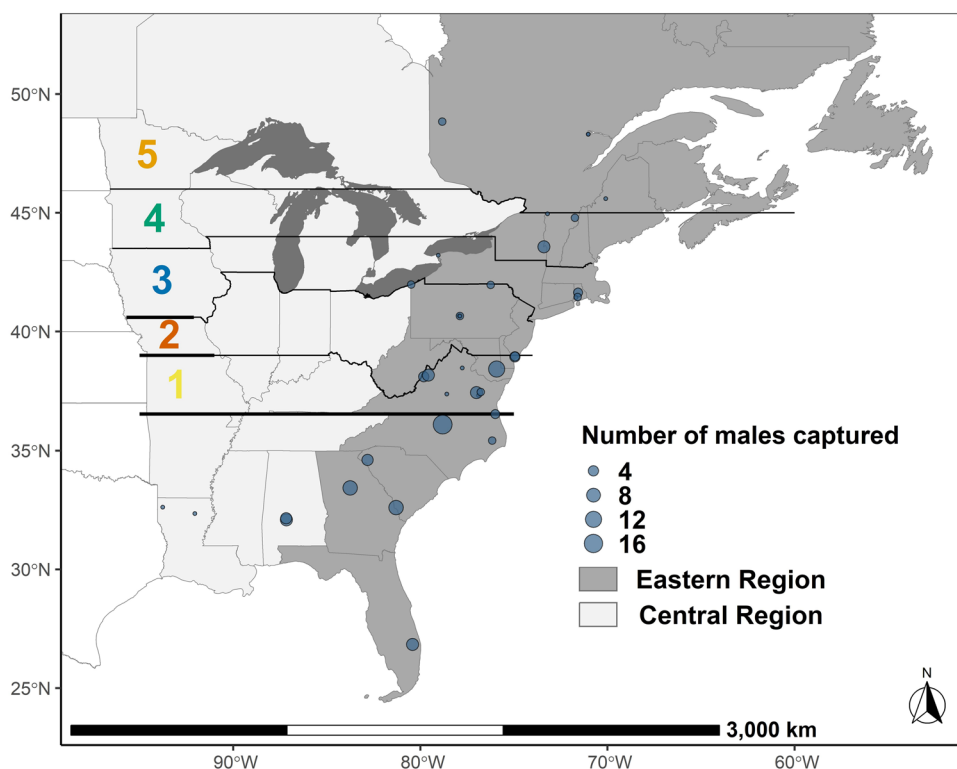 50°N
45°N
40°N
35°N
30°N
25°N
5
4
3
2
1
Number of males captured
4
8
12
16
Eastern Region
Central Region
N
3,000 km
90°W
80°W
70°W
60°W